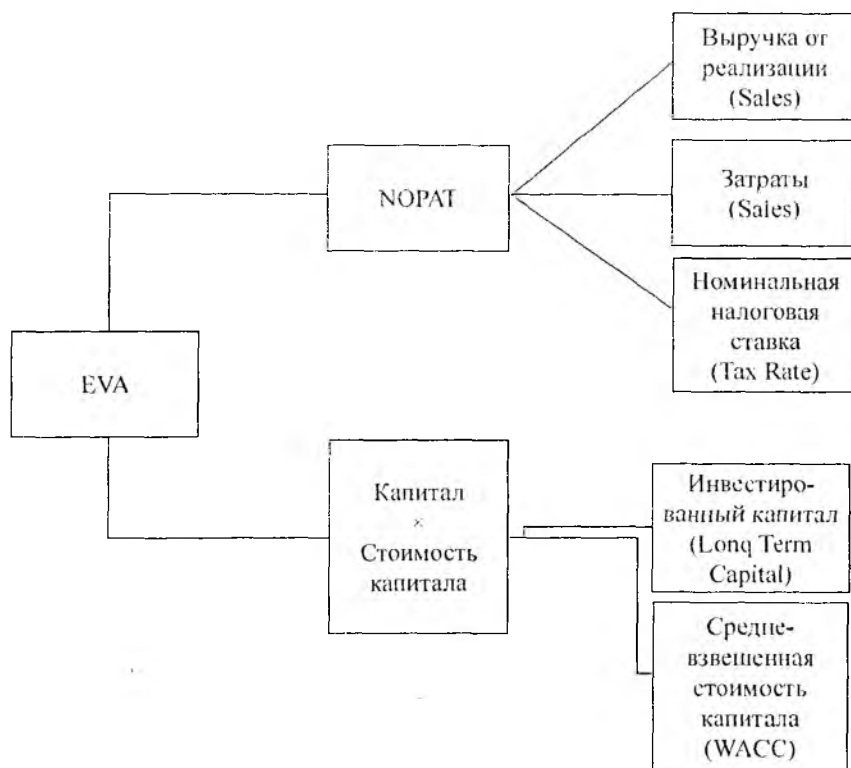 Выручка от
реализации
(Sales)
NOPAT
Затраты
(Sales)
Номинальная
налоговая
ставка
(Tax Rate)
EVA
Капитал
×
Стоимость
капитала
Инвестиро-
ванный капитал
(Lonq Term
Capital)
Средне-
взвешенная
стоимость
капитала
(WACC)